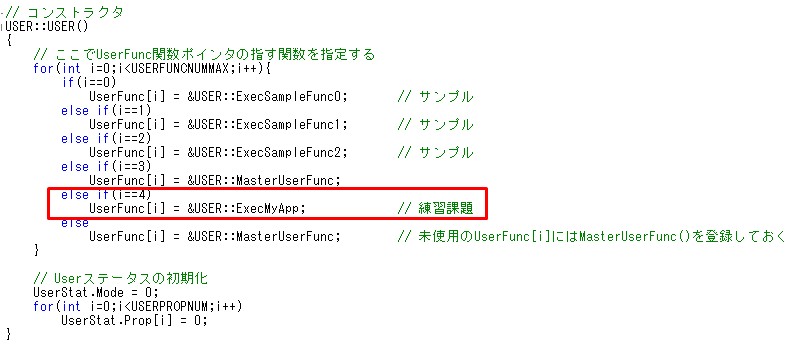 // コンストラクタ
USER::USER()
{
// ここでUserFunc関数ポインタの指す関数を指定する
for(int i=0;i<USERFUNCNUMMAX;i++){
if(i==0)
UserFunc[i] = &USER::ExecSampleFunc0; // サンプル
else if(i==1)
UserFunc[i] = &USER::ExecSampleFunc1; // サンプル
else if(i==2)
UserFunc[i] = &USER::ExecSampleFunc2; // サンプル
else if(i==3)
UserFunc[i] = &USER::MasterUserFunc;
else if(i==4)
UserFunc[i] = &USER::ExecMyApp; // 練習課題
else
UserFunc[i] = &USER::MasterUserFunc; // 未使用のUserFunc[i]にはMasterUserFunc()を登録しておく
}
// Userステータスの初期化
UserStat.Mode = 0;
for(int i=0;i<USERPROPNUM;i++)
UserStat.Prop[i] = 0;
}